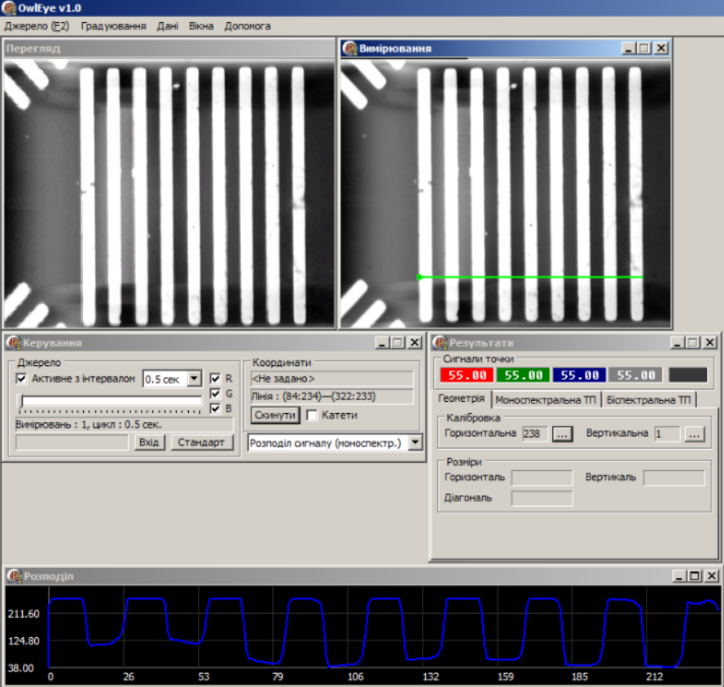 OwlEye v1.0
Джерело (F2) Градуювання Дані Вікна Допомога
Перегляд
Вимірювання
Керування
Джерело
Активне з інтервалом 0.5 сек
R
G
B
Вимірювань : 1, цикл : 0.5 сек.
Вхід Стандарт
Координати
<Не задано>
Лінія : (84:234)—(322:233)
Скинути Катети
Розподіл сигналу (моноспектр.)
Результати
Сигнали точки
55.00 55.00 55.00 55.00
Геометрія Моноспектральна ТП Біспектральна ТП
Калібровка
Горизонтальна 238 ... Вертикальна 1 ...
Розміри
Горизонталь Вертикаль
Діагональ
Розподіл
211.60
124.80
38.00
0 26 53 79 106 132 159 185 212